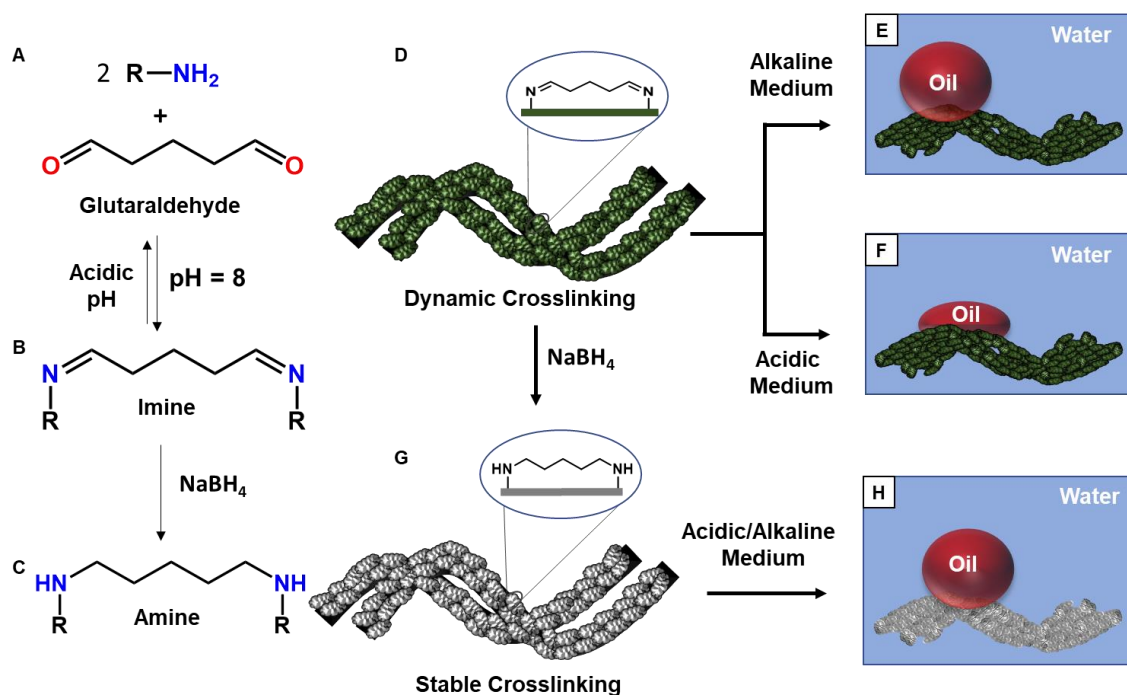 A
2 R—NH₂
+
O O
Glutaraldehyde
Acidic
pH
pH = 8
B
N N
R R
Imine
NaBH₄
C
HN NH
R R
Amine
D
N N
Dynamic Crosslinking
NaBH₄
G
HN NH
Stable Crosslinking
Alkaline
Medium
Acidic
Medium
Acidic/Alkaline
Medium
E
Water
Oil
F
Water
Oil
H
Water
Oil